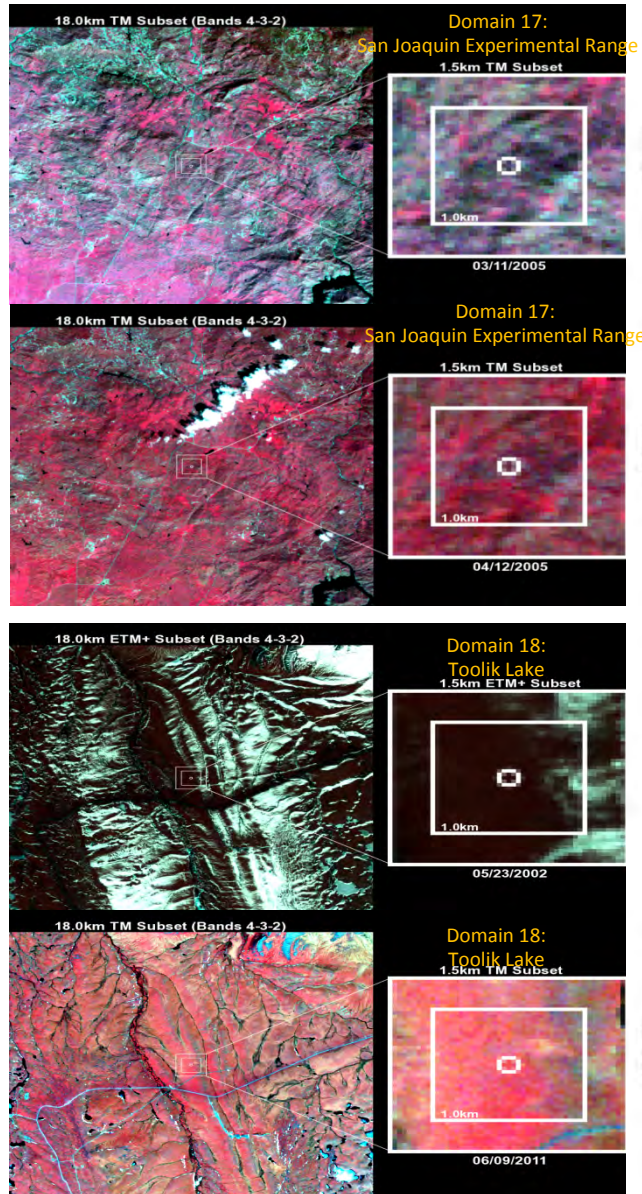 18.0km TM Subset (Bands 4-3-2)
Domain 17:
San Joaquin Experimental Range
1.5km TM Subset
1.0km
03/11/2005
18.0km TM Subset (Bands 4-3-2)
Domain 17:
San Joaquin Experimental Range
1.5km TM Subset
1.0km
04/12/2005
18.0km ETM+ Subset (Bands 4-3-2)
Domain 18:
Toolik Lake
1.5km ETM+ Subset
1.0km
05/23/2002
18.0km TM Subset (Bands 4-3-2)
Domain 18:
Toolik Lake
1.5km TM Subset
1.0km
06/09/2011